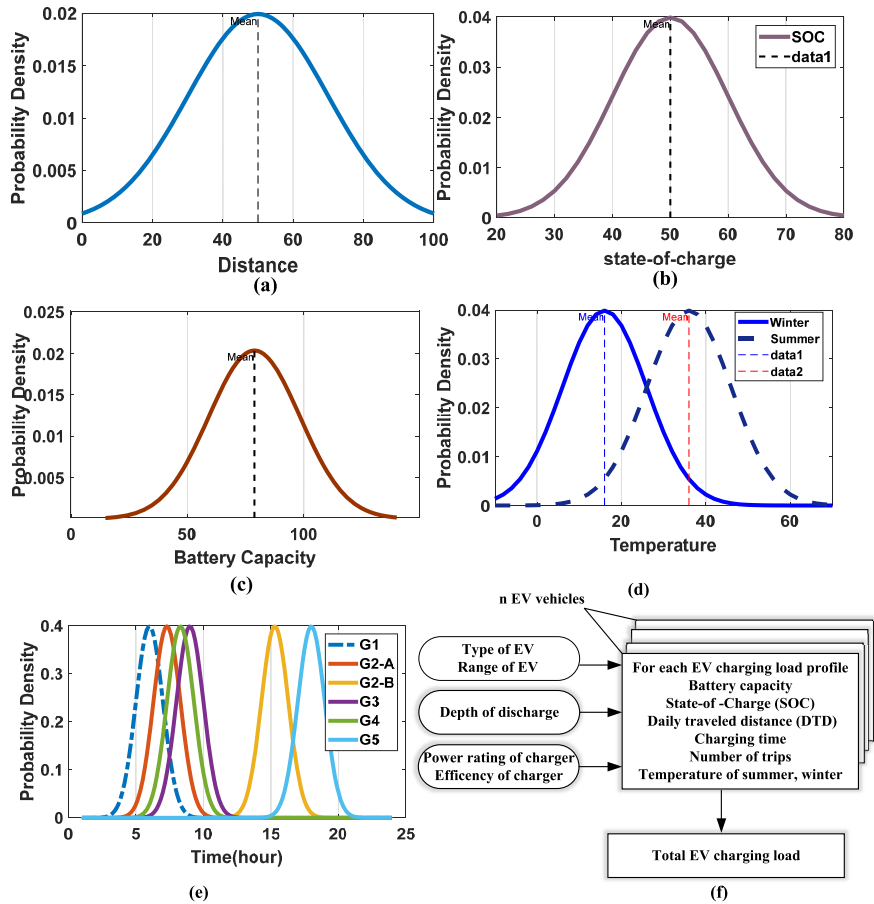 0.02
0.015
0.01
0.005
0
Probability Density
Mean
0 20 40 60 80 100
Distance
(a)
0.04
0.03
0.02
0.01
0
Probability Density
Mean
SOC
data1
20 30 40 50 60 70 80
state-of-charge
(b)
0.025
0.02
0.015
0.01
0.005
Probability Density
Mean
0 50 100
Battery Capacity
(c)
0.04
0.03
0.02
0.01
0
Probability Density
Mean
Mean
Winter
Summer
data1
data2
0 20 40 60
Temperature
(d)
0.4
0.3
0.2
0.1
0
Probability Density
G1
G2-A
G2-B
G3
G4
G5
0 5 10 15 20 25
Time(hour)
(e)
n EV vehicles
Type of EV
Range of EV
Depth of discharge
Power rating of charger
Efficency of charger
For each EV charging load profile
Battery capacity
State-of -Charge (SOC)
Daily traveled distance (DTD)
Charging time
Number of trips
Temperature of summer, winter
Total EV charging load
(f)